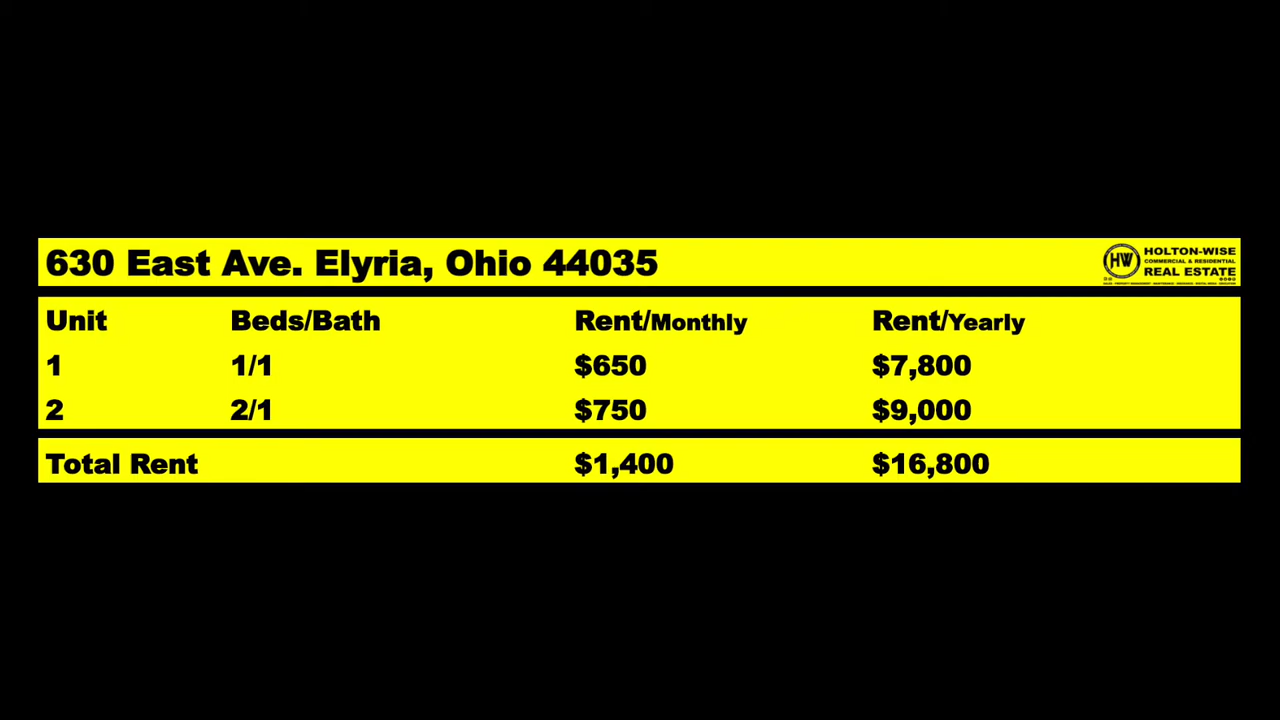 630 East Ave. Elyria, Ohio 44035
HW
HOLTON-WISE
COMMERCIAL & RESIDENTIAL
REAL ESTATE
Unit Beds/Bath Rent/Monthly Rent/Yearly
1 1/1 $650 $7,800
2 2/1 $750 $9,000
Total Rent $1,400 $16,800